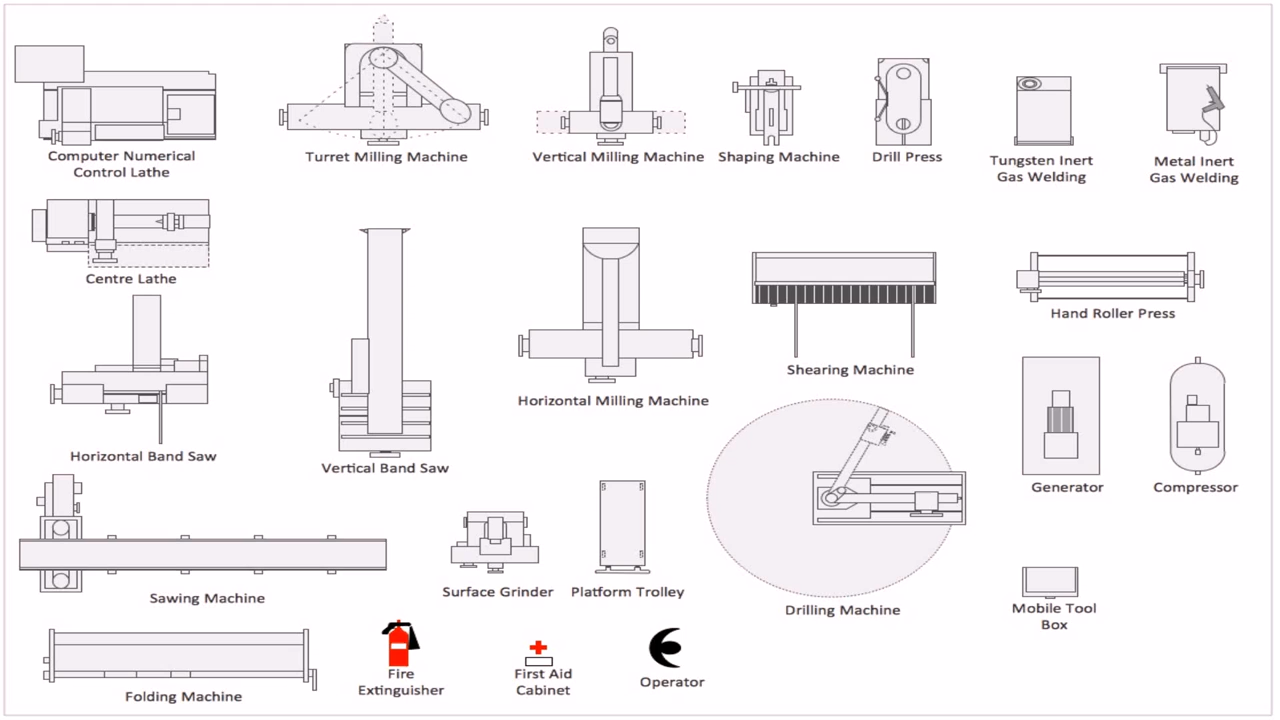 Computer Numerical
Control Lathe
Turret Milling Machine
Vertical Milling Machine
Shaping Machine
Drill Press
Tungsten Inert
Gas Welding
Metal Inert
Gas Welding
Centre Lathe
Horizontal Band Saw
Vertical Band Saw
Horizontal Milling Machine
Shearing Machine
Hand Roller Press
Generator
Compressor
Sawing Machine
Surface Grinder
Platform Trolley
Drilling Machine
Mobile Tool
Box
Folding Machine
Fire
Extinguisher
First Aid
Cabinet
Operator